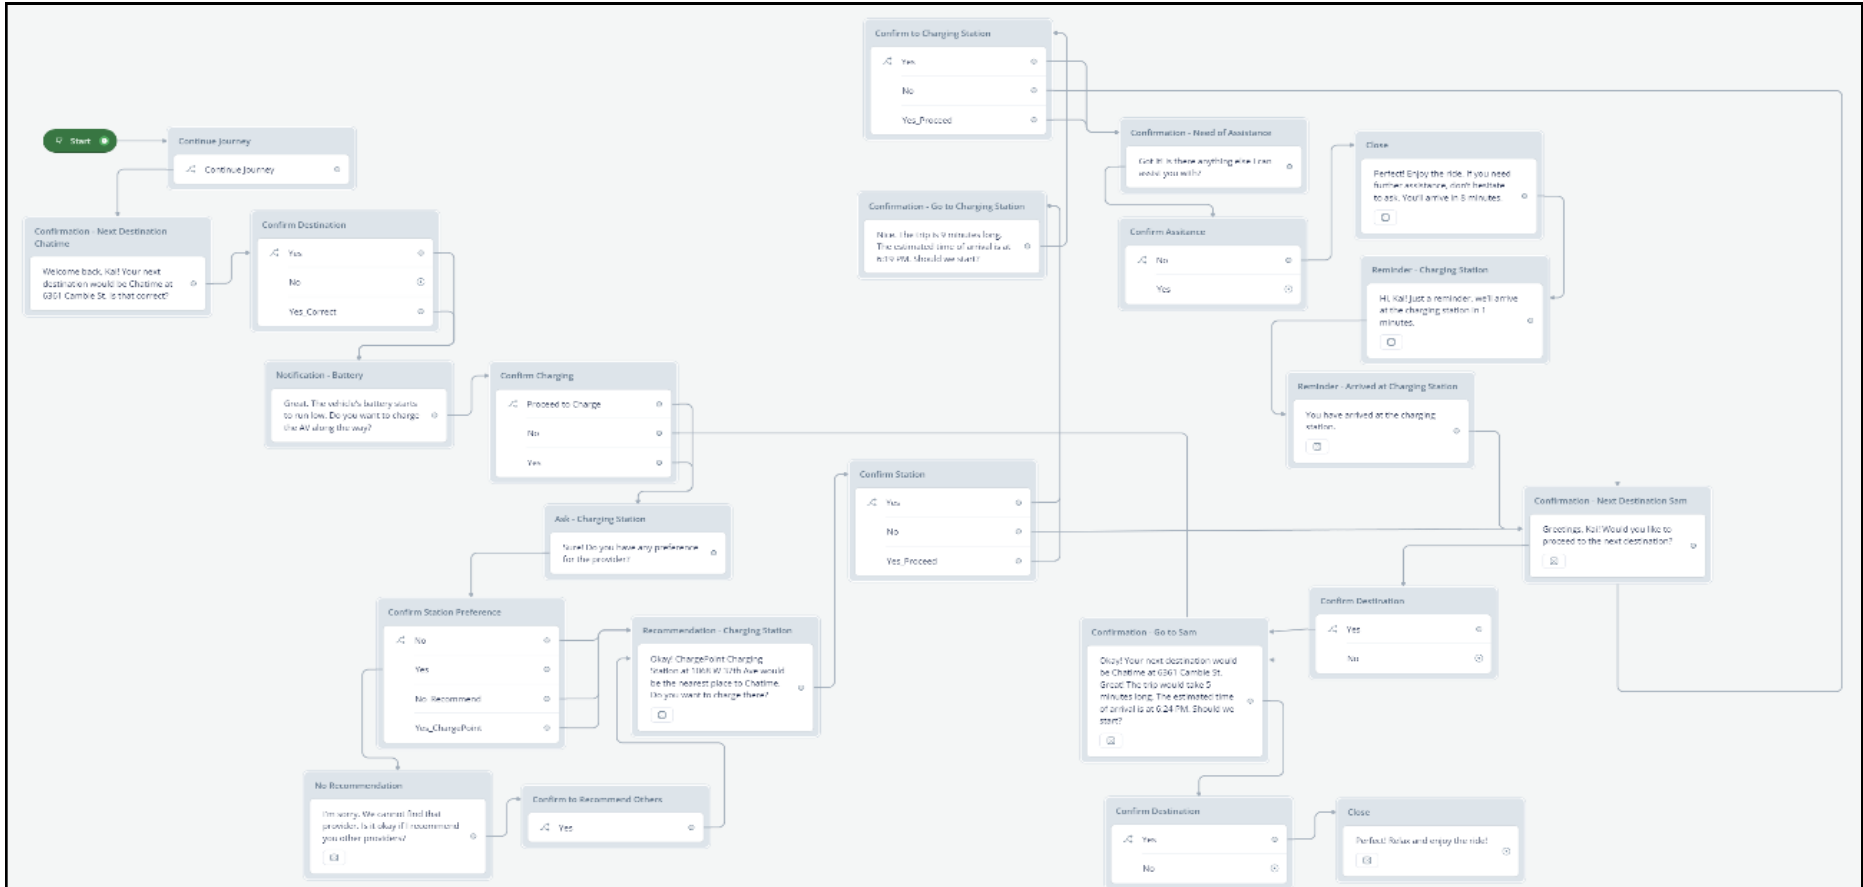 Start
Continue Journey
Continue Journey
Confirmation - Next Destination
Chatime
Welcome back, Kai! Your next
destination would be Chatime at
6361 Cambie St. Is that correct?
Confirm Destination
Yes
No
Yes_Correct
Notification - Battery
Great. The vehicle's battery starts
to run low. Do you want to charge
the AV along the way?
Confirm Charging
Proceed to Charge
No
Yes
Ask - Charging Station
Sure! Do you have any preference
for the provider?
Confirm Station Preference
No
Yes
No_Recommend
Yes_ChargePoint
No Recommendation
I'm sorry. We cannot find that
provider. Is it okay if I recommend
you other providers?
Confirm to Recommend Others
Yes
Recommendation - Charging Station
Okay! ChargePoint Charging
Station at W 37th Ave would
be the nearest place to Chatime.
Do you want to charge there?
Confirm Station
Yes
No
Yes_Proceed
Confirmation - Go to Charging Station
Nice. The trip is 9 minutes long.
The estimated time of arrival is at
6:19 PM. Should we start?
Confirm to Charging Station
Yes
No
Yes_Proceed
Confirmation - Need of Assistance
Got it! Is there anything else I can
assist you with?
Confirm Assitance
No
Yes
Close
Perfect! Enjoy the ride. If you need
further assistance, don't hesitate
to ask. You'll arrive in 8 minutes.
Reminder - Charging Station
Hi, Kai! Just a reminder, we'll arrive
at the charging station in 1
minutes.
Reminder - Arrived at Charging Station
You have arrived at the charging
station.
Confirmation - Next Destination Sam
Greetings, Kai! Would you like to
proceed to the next destination?
Confirm Destination
Yes
No
Confirmation - Go to Sam
Okay! Your next destination would
be Chatime at 6361 Cambie St.
Great! The trip would take 5
minutes long. The estimated time
of arrival is at 6:24 PM. Should we
start?
Confirm Destination
Yes
No
Close
Perfect! Relax and enjoy the ride!